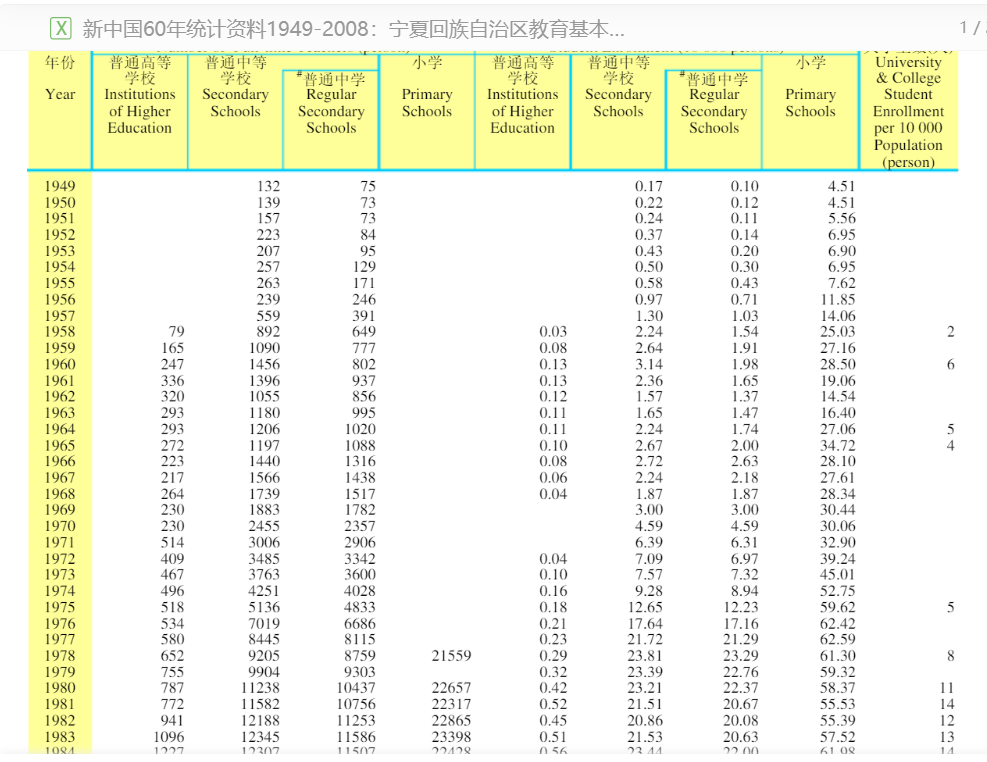 新中国60年统计资料1949-2008：宁夏回族自治区教育基本...
1 /
年份 普通高等 普通中等 小学 普通高等 普通中等 小学 University
学校 学校 #普通中学 学校 学校 #普通中学 & College
Year Institutions Secondary Regular Primary Institutions Secondary Regular Primary Student
of Higher Schools Secondary Schools of Higher Schools Secondary Schools Enrollment
Education Schools Education Schools per 10 000
Population
(person)
1949 132 75 0.17 0.10 4.51
1950 139 73 0.22 0.12 4.51
1951 157 73 0.24 0.11 5.56
1952 223 84 0.37 0.14 6.95
1953 207 95 0.43 0.20 6.90
1954 257 129 0.50 0.30 6.95
1955 263 171 0.58 0.43 7.62
1956 239 246 0.97 0.71 11.85
1957 559 391 1.30 1.03 14.06
1958 79 892 649 0.03 2.24 1.54 25.03 2
1959 165 1090 777 0.08 2.64 1.91 27.16
1960 247 1456 802 0.13 3.14 1.98 28.50 6
1961 336 1396 937 0.13 2.36 1.65 19.06
1962 320 1055 856 0.12 1.57 1.37 14.54
1963 293 1180 995 0.11 1.65 1.47 16.40
1964 293 1206 1020 0.11 2.24 1.74 27.06 5
1965 272 1197 1088 0.10 2.67 2.00 34.72 4
1966 223 1440 1316 0.08 2.72 2.63 28.10
1967 217 1566 1438 0.06 2.24 2.18 27.61
1968 264 1739 1517 0.04 1.87 1.87 28.34
1969 230 1883 1782 3.00 3.00 30.44
1970 230 2455 2357 4.59 4.59 30.06
1971 514 3006 2906 6.39 6.31 32.90
1972 409 3485 3342 0.04 7.09 6.97 39.24
1973 467 3763 3600 0.10 7.57 7.32 45.01
1974 496 4251 4028 0.16 9.28 8.94 52.75
1975 518 5136 4833 0.18 12.65 12.23 59.62 5
1976 534 7019 6686 0.21 17.64 17.16 62.42
1977 580 8445 8115 0.23 21.72 21.29 62.59
1978 652 9205 8759 21559 0.29 23.81 23.29 61.30 8
1979 755 9904 9303 0.32 23.39 22.76 59.32
1980 787 11238 10437 22657 0.42 23.21 22.37 58.37 11
1981 772 11582 10756 22317 0.52 21.51 20.67 55.53 14
1982 941 12188 11253 22865 0.45 20.86 20.08 55.39 12
1983 1096 12345 11586 23398 0.51 21.53 20.63 57.52 13
1984 1227 12307 11507 22428 0.56 23.44 22.00 61.98 14